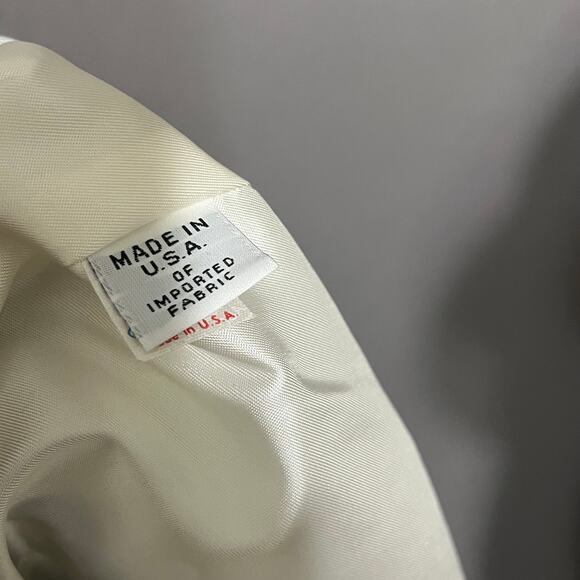 MADE IN
U.S.A.
OF
IMPORTED
FABRIC
in U.S.A.